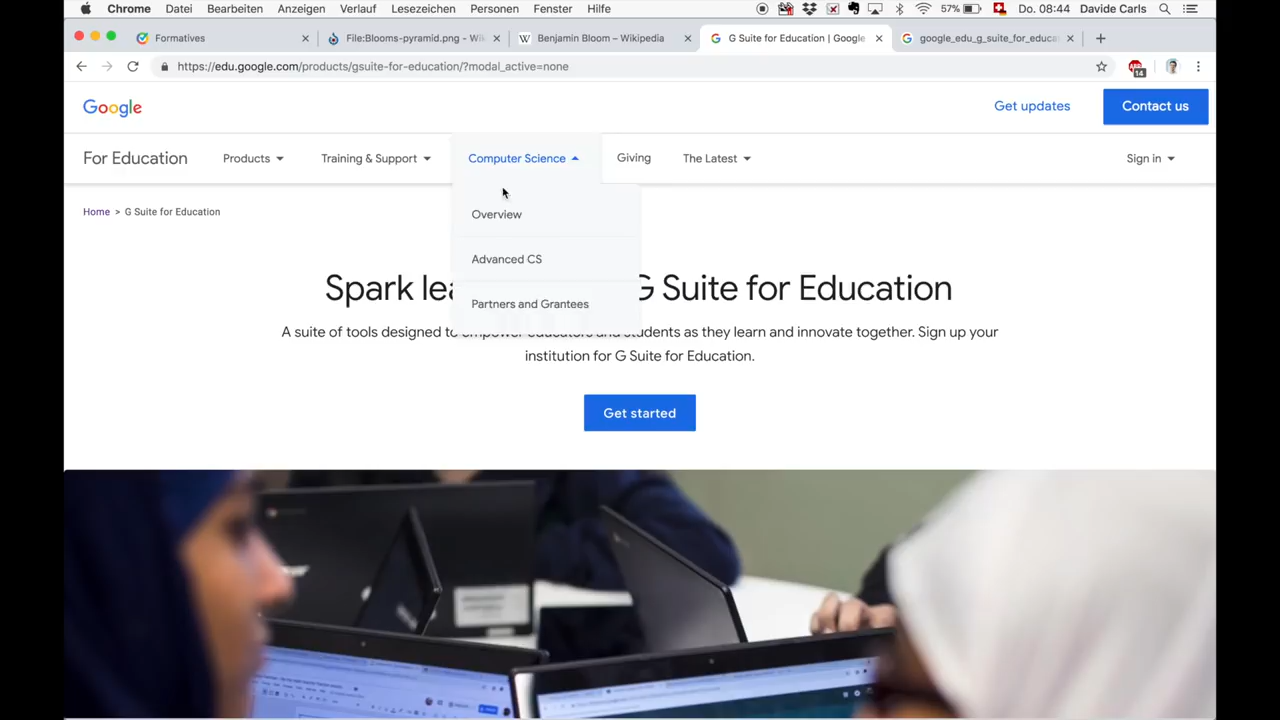 Chrome Datei Bearbeiten Anzeigen Verlauf Lesezeichen Personen Fenster Hilfe 57% Do. 08:44 Davide Carls
Formatives File:Blooms-pyramid.png - Wi Benjamin Bloom – Wikipedia G Suite for Education | Google google_edu_g_suite_for_educa
https://edu.google.com/products/gsuite-for-education/?modal_active=none 14
Google Get updates Contact us
For Education Products Training & Support Computer Science Giving The Latest Sign in
Home > G Suite for Education
Overview
Advanced CS
Partners and Grantees
Spark lea G Suite for Education
A suite of tools designed to empower educators and students as they learn and innovate together. Sign up your
institution for G Suite for Education.
Get started